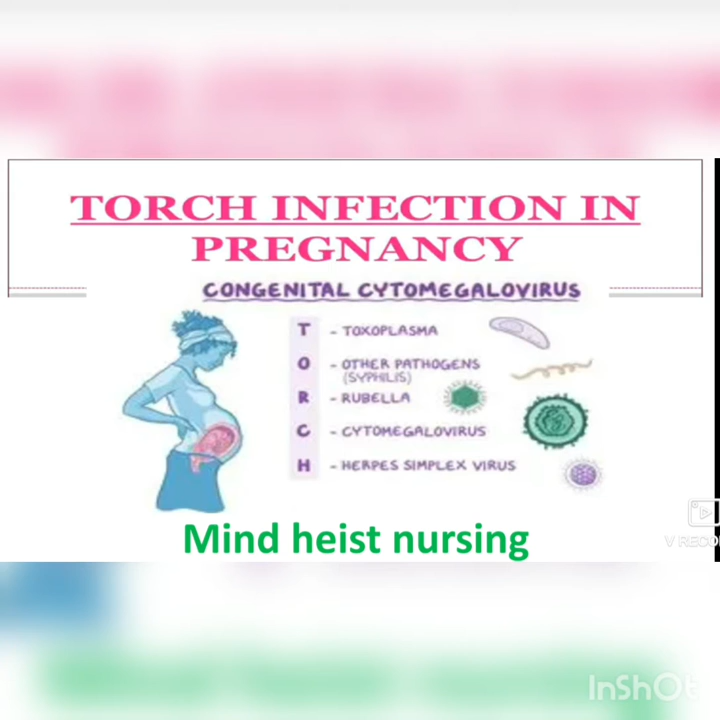 TORCH INFECTION IN
PREGNANCY
CONGENITAL CYTOMEGALOVIRUS
T - TOXOPLASMA
O - OTHER PATHOGENS
(SYPHILIS)
R - RUBELLA
C - CYTOMEGALOVIRUS
H - HERPES SIMPLEX VIRUS
Mind heist nursing
V RECO
InShOt